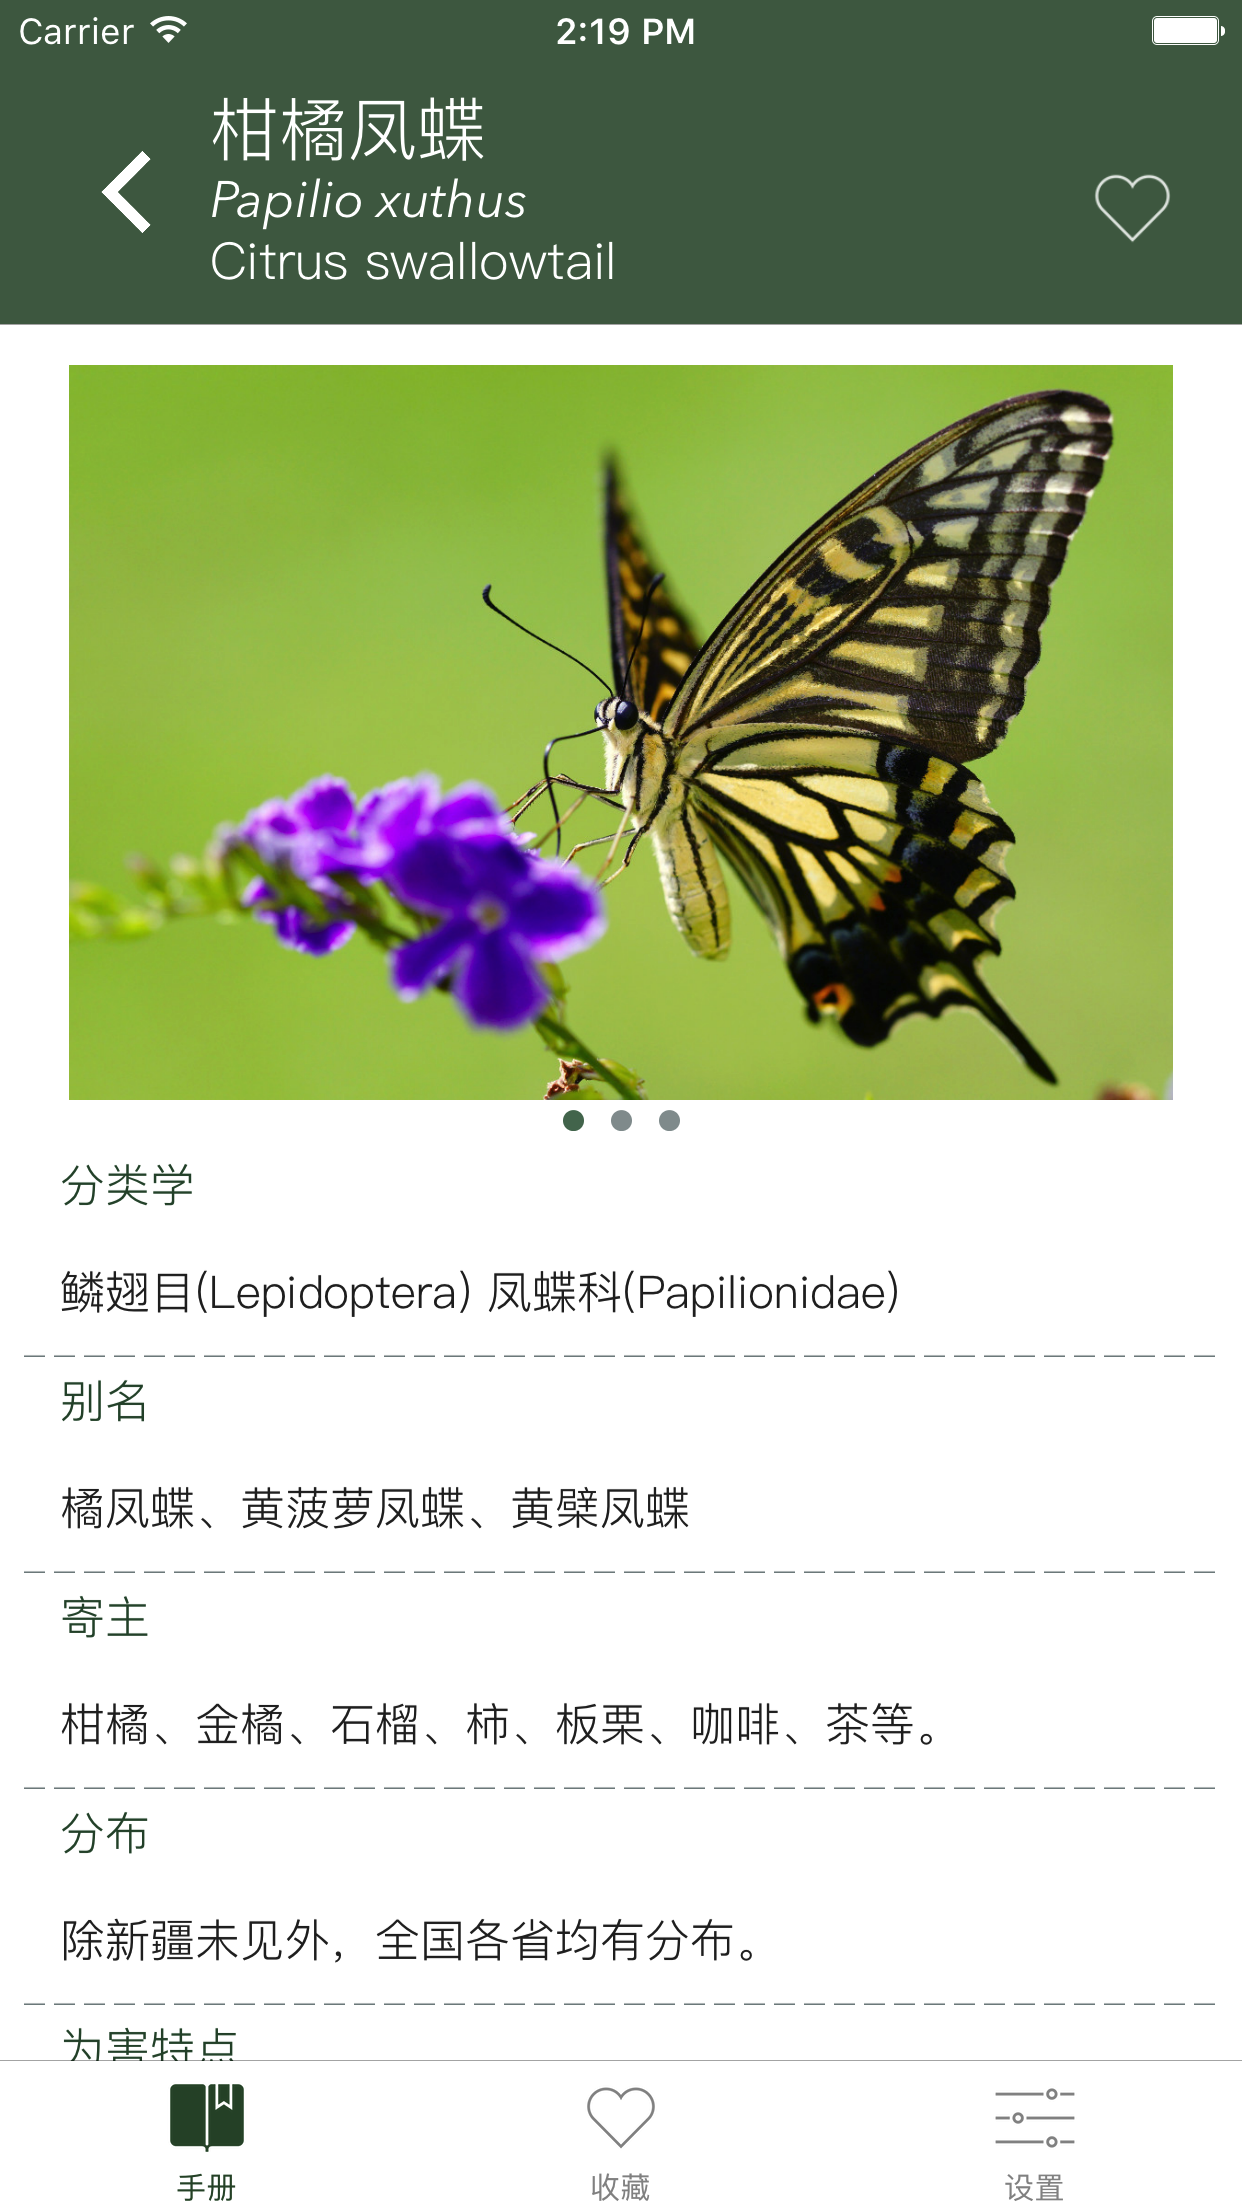 Carrier 2:19 PM
柑橘凤蝶
Papilio xuthus
Citrus swallowtail
分类学
鳞翅目(Lepidoptera) 凤蝶科(Papilionidae)
别名
橘凤蝶、黄菠萝凤蝶、黄檗凤蝶
寄主
柑橘、金橘、石榴、柿、板栗、咖啡、茶等。
分布
除新疆未见外，全国各省均有分布。
为害特点
手册
收藏
设置